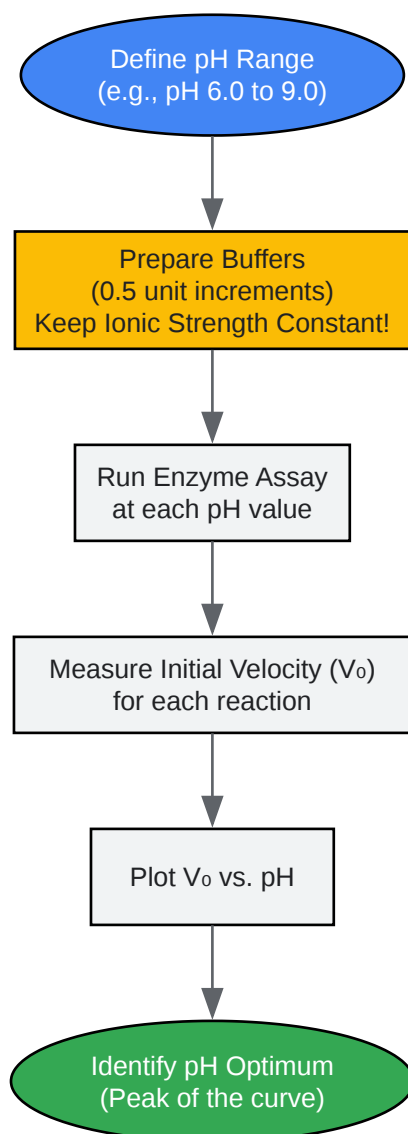 Define pH Range
(e.g., pH 6.0 to 9.0)
Prepare Buffers
(0.5 unit increments)
Keep Ionic Strength Constant!
Run Enzyme Assay
at each pH value
Measure Initial Velocity (V₀)
for each reaction
Plot V₀ vs. pH
Identify pH Optimum
(Peak of the curve)